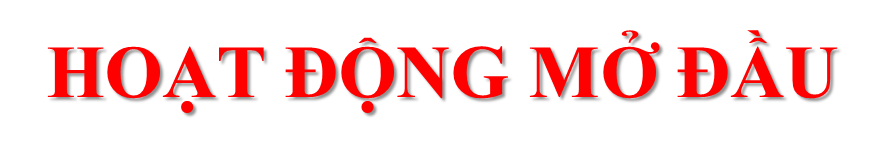 HOẠT ĐỘNG MỞ ĐẦU